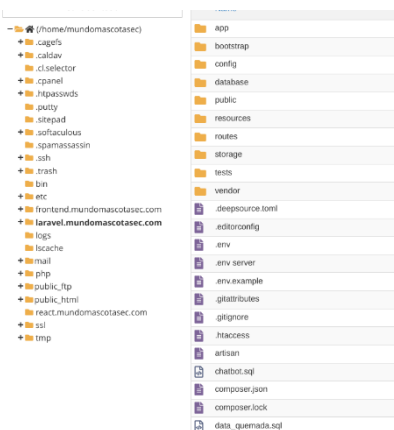 (/home/mundomascotasec)
.cagefs
.caldav
.cl.selector
.cpanel
.htpasswds
.putty
.sitepad
.softaculous
.spamassassin
.ssh
.trash
bin
etc
frontend.mundomascotasec.com
laravel.mundomascotasec.com
logs
lscache
mail
php
public_ftp
public_html
react.mundomascotasec.com
ssl
tmp
app
bootstrap
config
database
public
resources
routes
storage
tests
vendor
.deepsource.toml
.editorconfig
.env
.env server
.env.example
.gitattributes
.gitignore
.htaccess
artisan
chatbot.sql
composer.json
composer.lock
data_quemada.sql